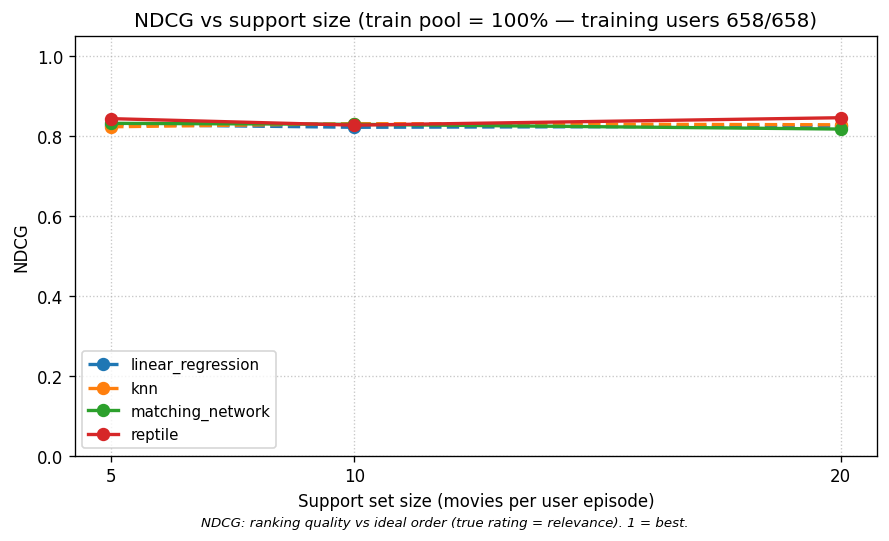 NDCG vs support size (train pool = 100% — training users 658/658)
1.0
0.8
0.6
0.4
0.2
0.0
NDCG
linear_regression
knn
matching_network
reptile
5
10
20
Support set size (movies per user episode)
NDCG: ranking quality vs ideal order (true rating = relevance). 1 = best.